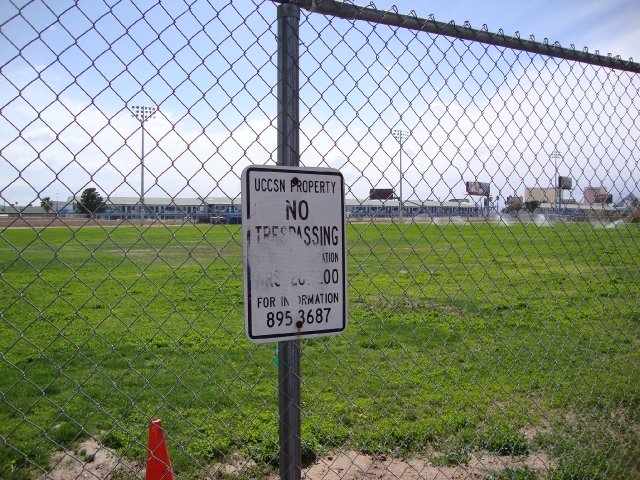 UCCSN PROPERTY
NO
TRESPASSING
FOR INFORMATION
895 3687